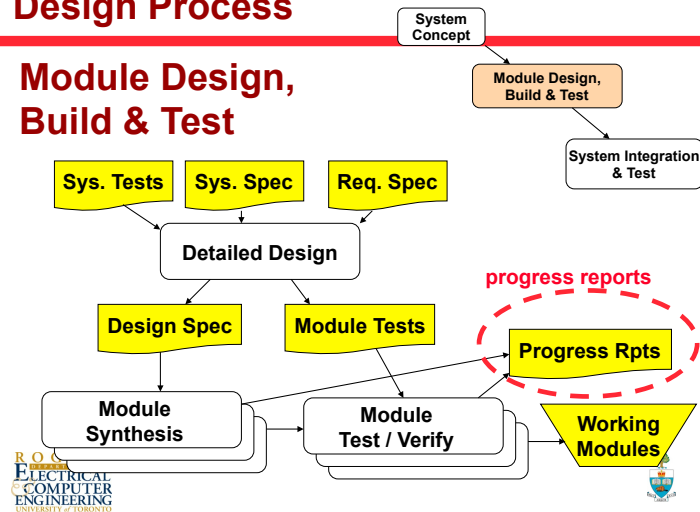 Design Process
System
Concept
Module Design,
Build & Test
Module Design,
Build & Test
System Integration
& Test
Sys. Tests
Sys. Spec
Req. Spec
Detailed Design
progress reports
Design Spec
Module Tests
Progress Rpts
Module
Synthesis
Module
Test / Verify
Working
Modules
ELECTRICAL
COMPUTER
ENGINEERING
UNIVERSITY of TORONTO